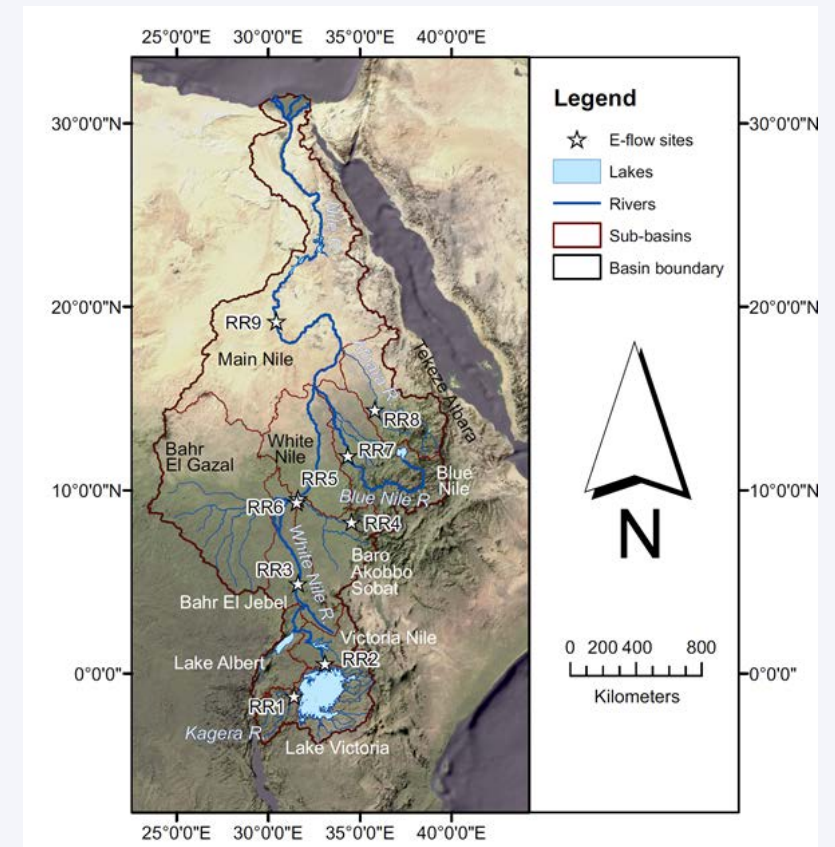 25°0'0"E 30°0'0"E 35°0'0"E 40°0'0"E
30°0'0"N
20°0'0"N
10°0'0"N
0°0'0"
Nile R.
RR9
Main Nile
Atbara R.
Tekeze Albara
RR8
Bahr
El Gazal
White
Nile
RR7
RR5
Blue
Nile
Blue Nile R.
RR6
RR4
White Nile R.
Baro
Akobbo
Sobat
RR3
Bahr El Jebel
Victoria Nile
Lake Albert
RR2
RR1
Kagera R.
Lake Victoria
25°0'0"E 30°0'0"E 35°0'0"E 40°0'0"E
Legend
E-flow sites
Lakes
Rivers
Sub-basins
Basin boundary
N
0 200 400 800
Kilometers
30°0'0"N
20°0'0"N
10°0'0"N
0°0'0"